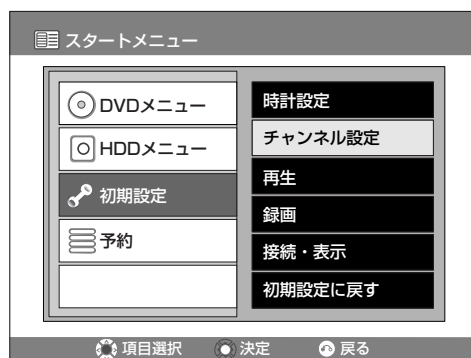 スタートメニュー
DVDメニュー
HDDメニュー
初期設定
予約
時計設定
チャンネル設定
再生
録画
接続・表示
初期設定に戻す
項目選択 決定 戻る